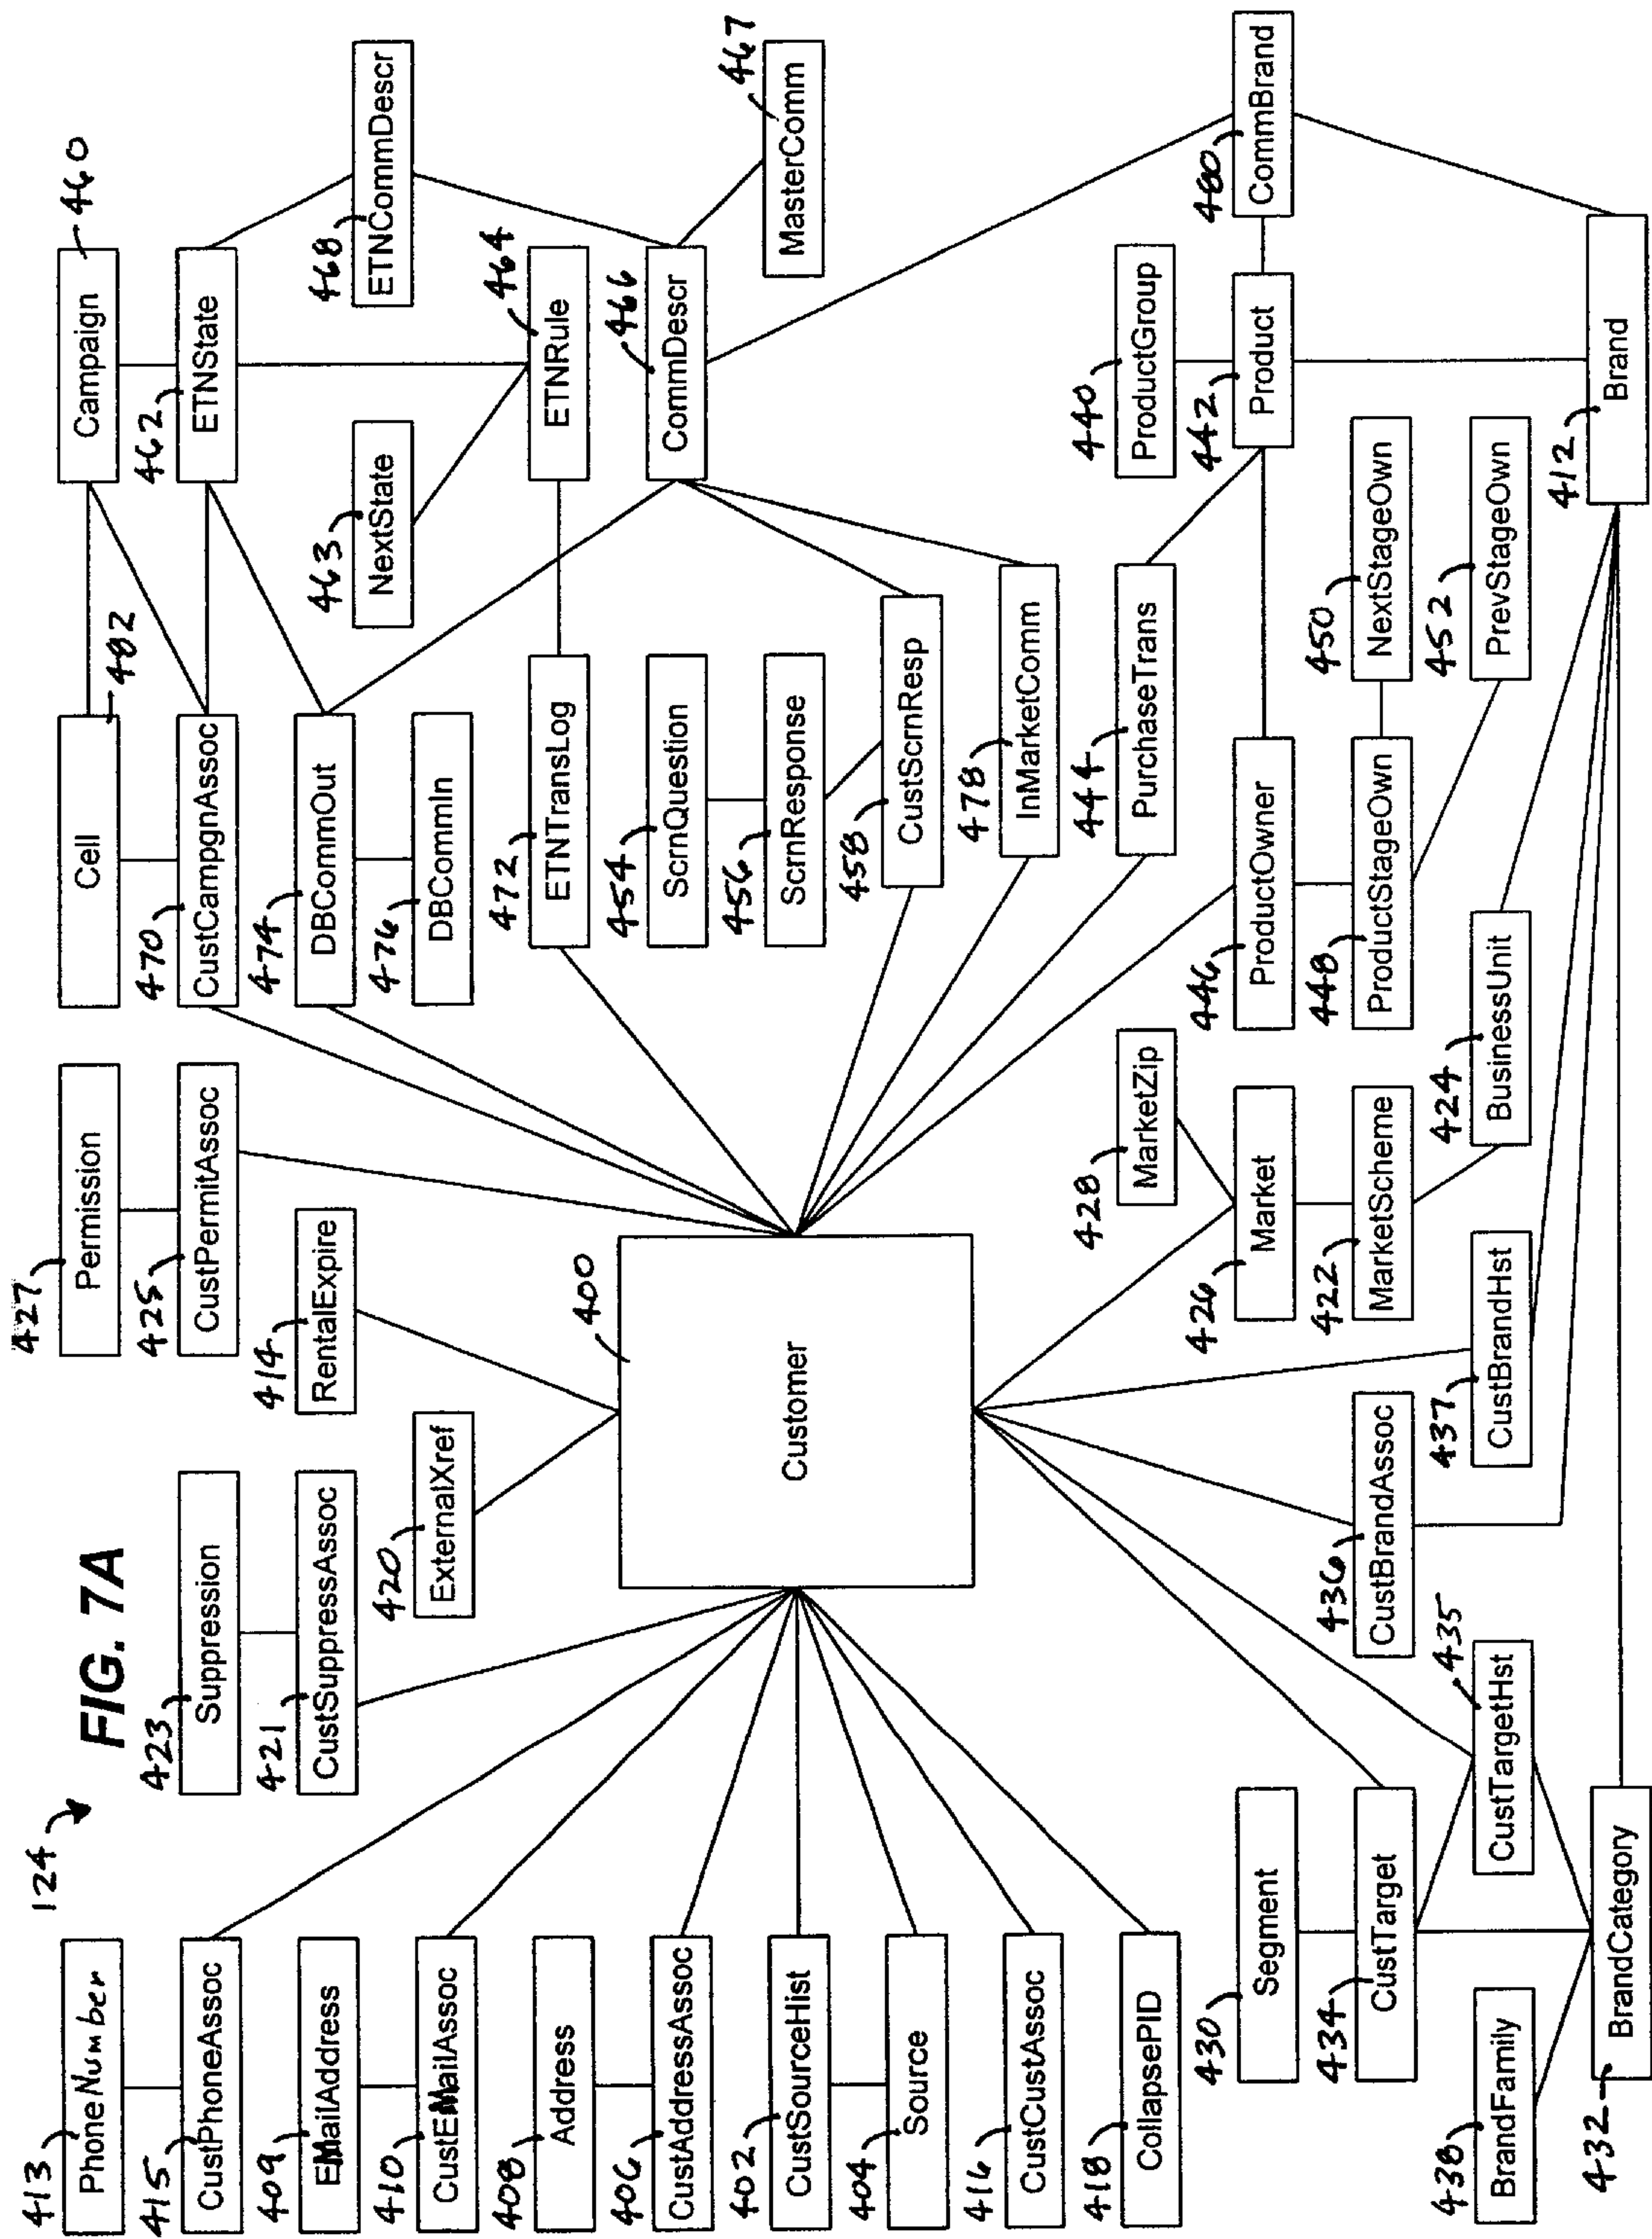 124
FIG. 7A
413
PhoneNumber
415
CustPhoneAssoc
409
EMailAddress
410
CustEMailAssoc
408
Address
406
CustAddressAssoc
402
CustSourceHist
404
Source
416
CustCustAssoc
418
CollapsePID
423
Suppression
421
CustSuppressAssoc
420
ExternalXref
427
Permission
425
CustPermitAssoc
414
RentalExpire
400
Customer
Cell
482
470
CustCampgnAssoc
474
DBCommOut
476
DBCommIn
472
ETNTransLog
454
ScrnQuestion
456
ScrnResponse
458
CustScrnResp
478
InMarketComm
444
PurchaseTrans
Campaign
460
462
ETNState
468
ETNCommDescr
463
NextState
464
ETNRule
466
CommDescr
467
MasterComm
440
ProductGroup
442
Product
480
CommBrand
446
ProductOwner
448
ProductStageOwn
450
NextStageOwn
452
PrevStageOwn
428
MarketZip
426
Market
422
MarketScheme
424
BusinessUnit
437
CustBrandHst
436
CustBrandAssoc
430
Segment
434
CustTarget
435
CustTargetHst
438
BrandFamily
432
BrandCategory
412
Brand